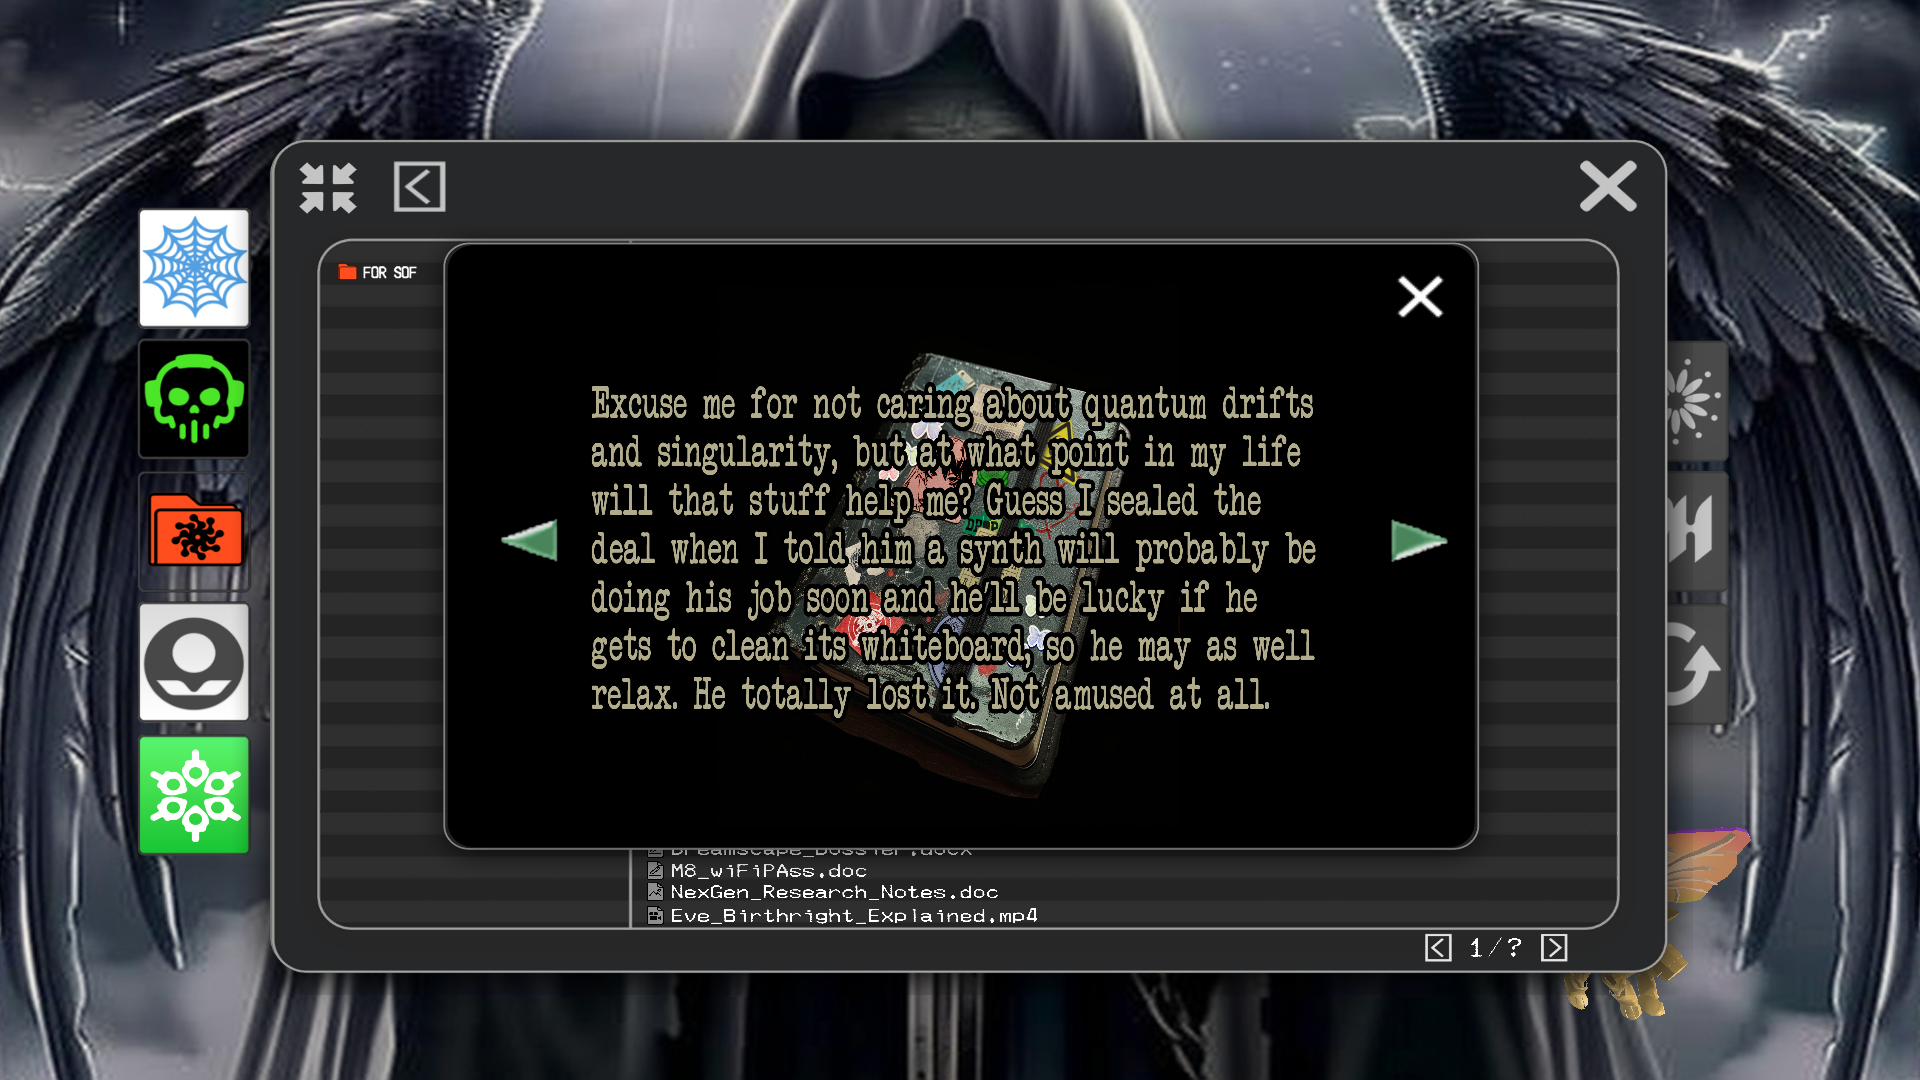 FOR SOF
Excuse me for not caring about quantum drifts
and singularity, but at what point in my life
will that stuff help me? Guess I sealed the
deal when I told him a synth will probably be
doing his job soon and he'll be lucky if he
gets to clean its whiteboard, so he may as well
relax. He totally lost it. Not amused at all.
Dreamscape_Dossier.docx
M8_wiFiPAss.doc
NexGen_Research_Notes.doc
Eve_Birthright_Explained.mp4
1/?